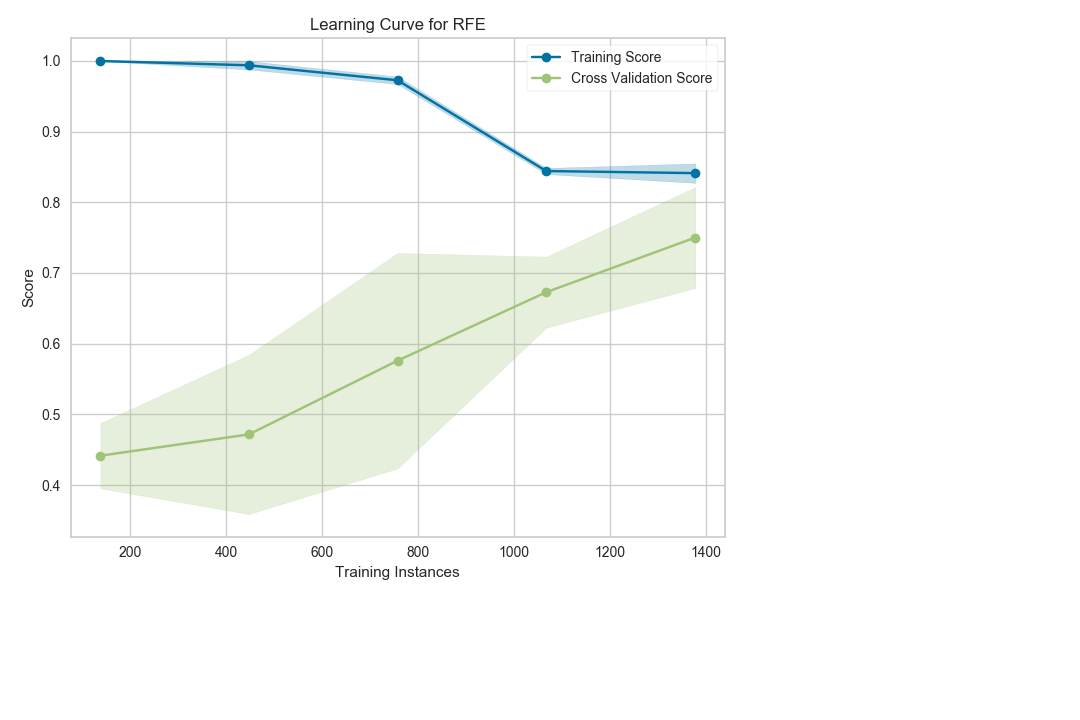 Learning Curve for RFE
Training Score
Cross Validation Score
1.0
0.9
0.8
0.7
0.6
0.5
0.4
Score
200 400 600 800 1000 1200 1400
Training Instances